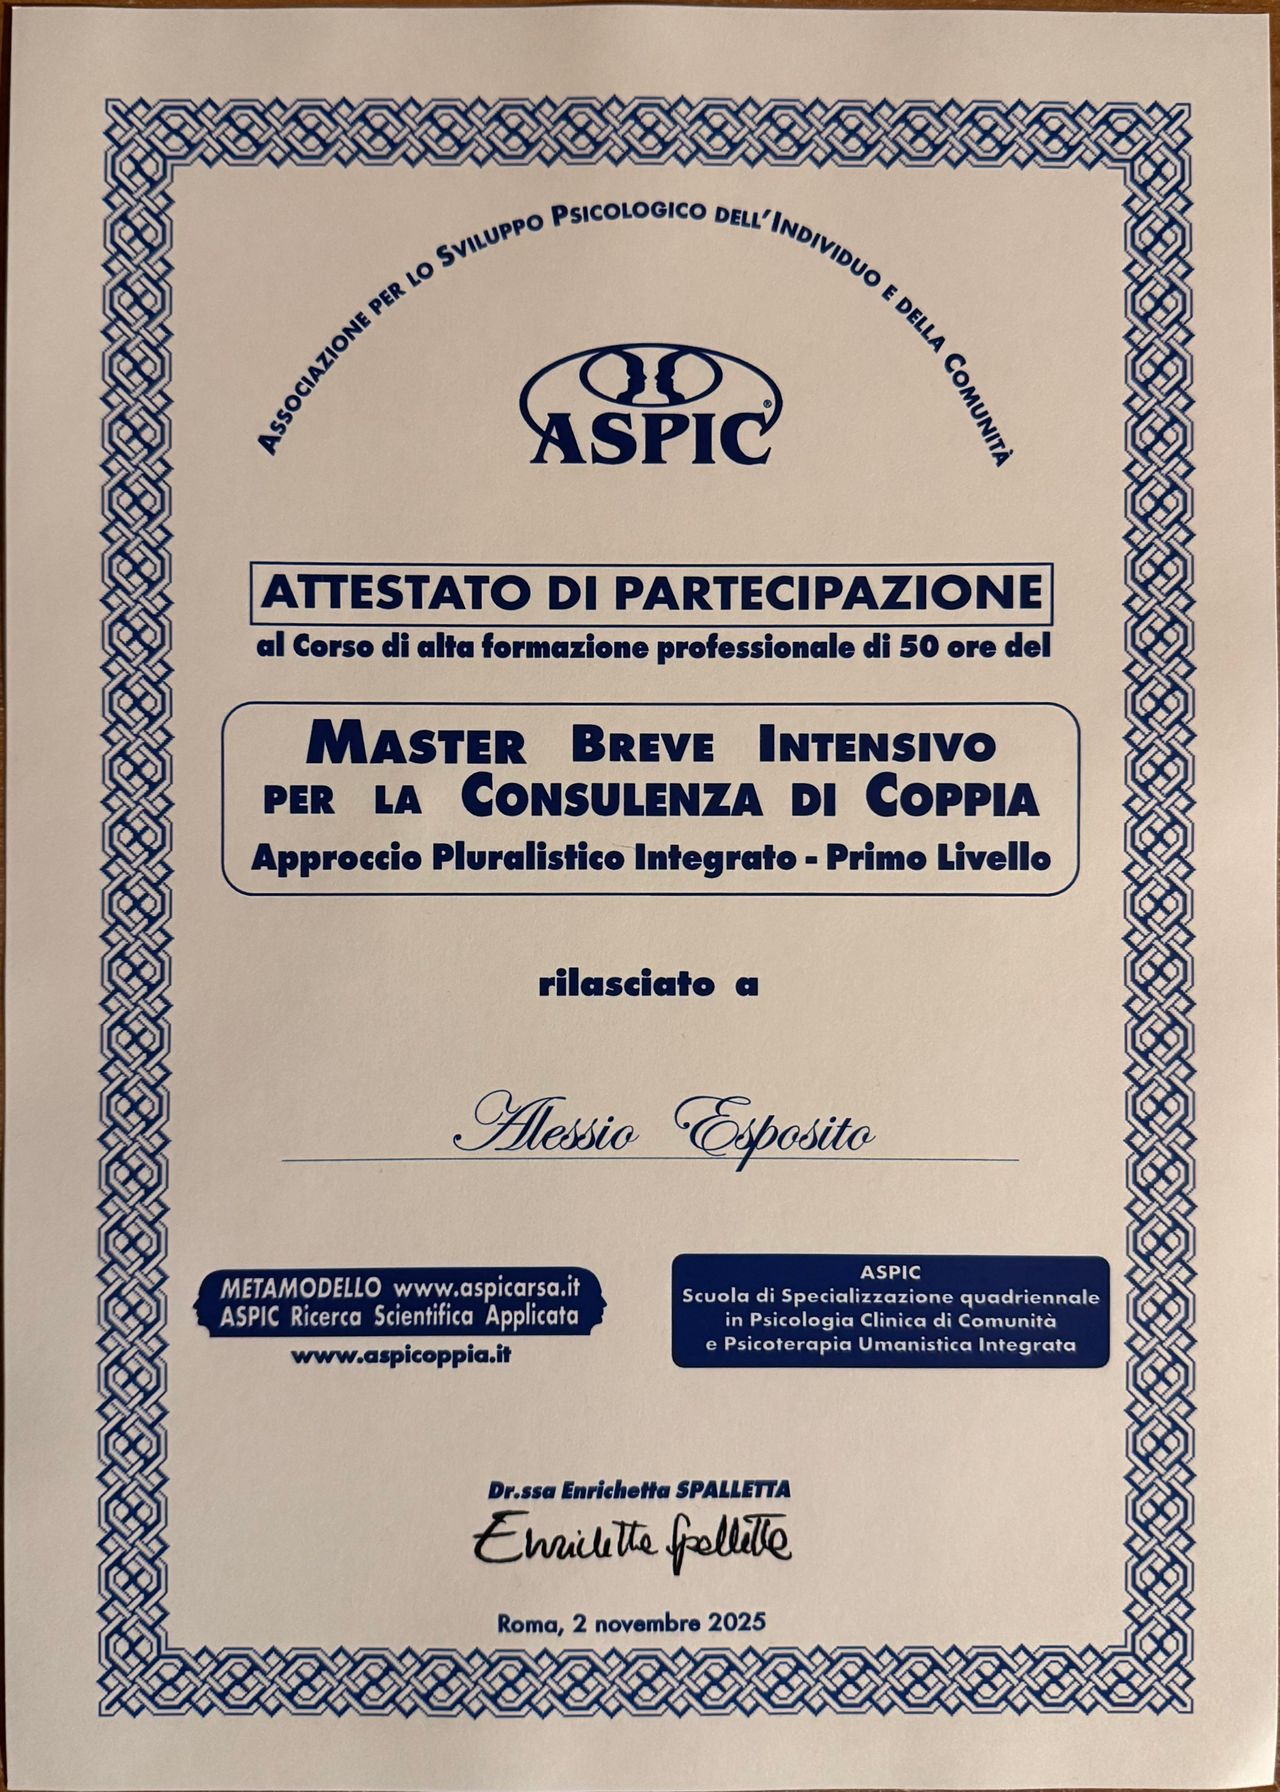 Associazione per lo Sviluppo Psicologico dell'Individuo e della Comunità
ASPIC®
ATTESTATO DI PARTECIPAZIONE
al Corso di alta formazione professionale di 50 ore del
Master Breve Intensivo
per la Consulenza di Coppia
Approccio Pluralistico Integrato - Primo Livello
rilasciato a
Alessio Esposito
METAMODELLO www.aspicarsa.it
ASPIC Ricerca Scientifica Applicata
www.aspicoppia.it
ASPIC
Scuola di Specializzazione quadriennale
in Psicologia Clinica di Comunità
e Psicoterapia Umanistica Integrata
Dr.ssa Enrichetta SPALLETTA
Enrichetta Spalletta
Roma, 2 novembre 2025